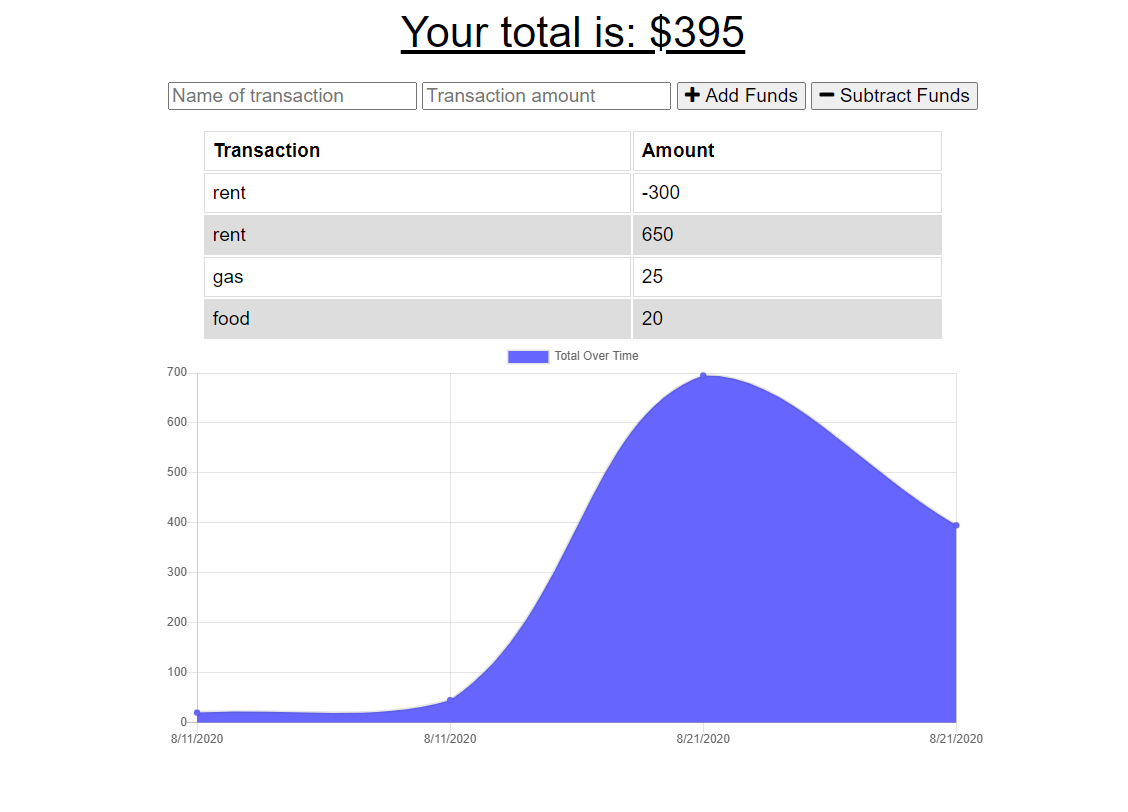 Your total is: $395
Name of transaction Transaction amount + Add Funds − Subtract Funds
Transaction Amount
rent -300
rent 650
gas 25
food 20
Total Over Time
700
600
500
400
300
200
100
0
8/11/2020 8/11/2020 8/21/2020 8/21/2020